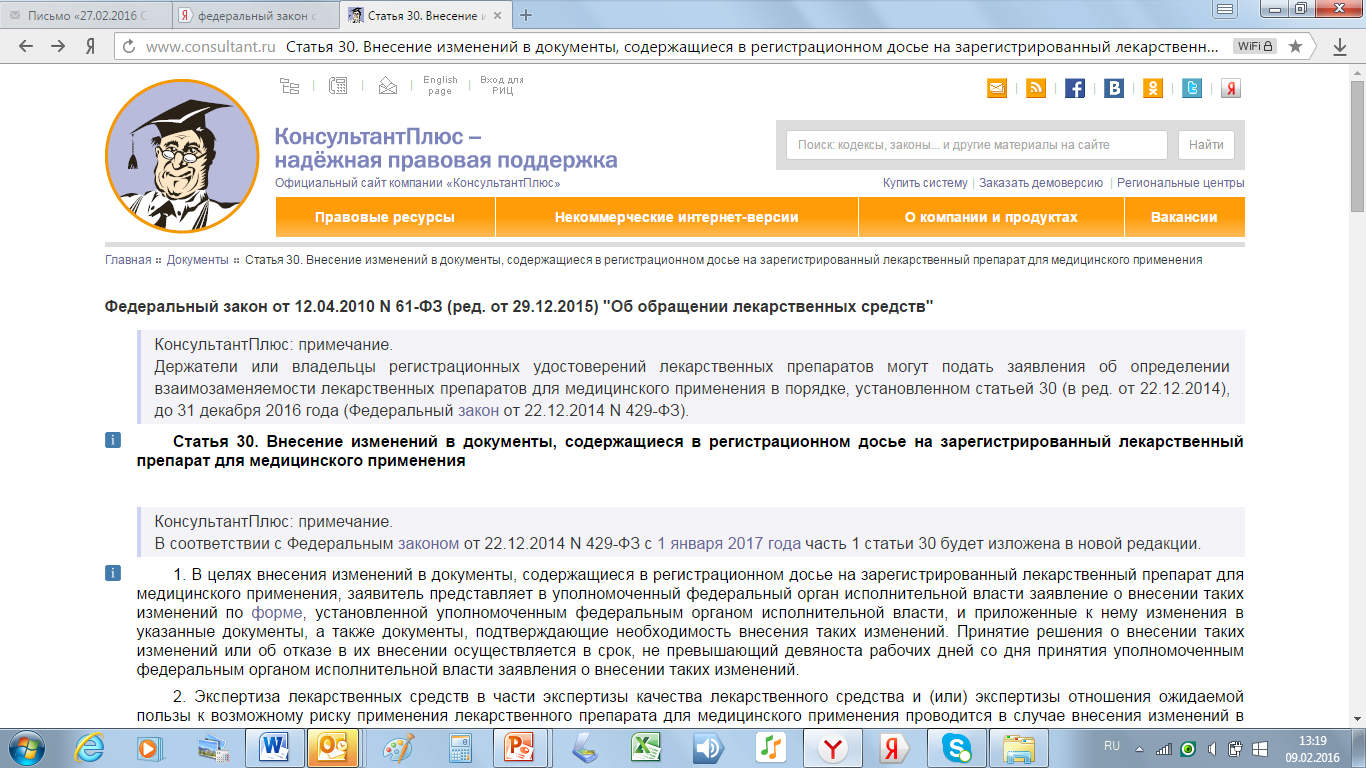 Письмо «27.02.2016 С
федеральный закон с
Статья 30. Внесение и
www.consultant.ru Статья 30. Внесение изменений в документы, содержащиеся в регистрационном досье на зарегистрированный лекарственн...
WiFi
English page
Вход для РИЦ
КонсультантПлюс –
надёжная правовая поддержка
Официальный сайт компании «КонсультантПлюс»
Поиск: кодексы, законы... и другие материалы на сайте
Найти
Купить систему | Заказать демоверсию | Региональные центры
Правовые ресурсы
Некоммерческие интернет-версии
О компании и продуктах
Вакансии
Главная :: Документы :: Статья 30. Внесение изменений в документы, содержащиеся в регистрационном досье на зарегистрированный лекарственный препарат для медицинского применения
Федеральный закон от 12.04.2010 N 61-ФЗ (ред. от 29.12.2015) "Об обращении лекарственных средств"
КонсультантПлюс: примечание.
Держатели или владельцы регистрационных удостоверений лекарственных препаратов могут подать заявления об определении
взаимозаменяемости лекарственных препаратов для медицинского применения в порядке, установленном статьей 30 (в ред. от 22.12.2014),
до 31 декабря 2016 года (Федеральный закон от 22.12.2014 N 429-ФЗ).
Статья 30. Внесение изменений в документы, содержащиеся в регистрационном досье на зарегистрированный лекарственный
препарат для медицинского применения
КонсультантПлюс: примечание.
В соответствии с Федеральным законом от 22.12.2014 N 429-ФЗ с 1 января 2017 года часть 1 статьи 30 будет изложена в новой редакции.
1. В целях внесения изменений в документы, содержащиеся в регистрационном досье на зарегистрированный лекарственный препарат для
медицинского применения, заявитель представляет в уполномоченный федеральный орган исполнительной власти заявление о внесении таких
изменений по форме, установленной уполномоченным федеральным органом исполнительной власти, и приложенные к нему изменения в
указанные документы, а также документы, подтверждающие необходимость внесения таких изменений. Принятие решения о внесении таких
изменений или об отказе в их внесении осуществляется в срок, не превышающий девяноста рабочих дней со дня принятия уполномоченным
федеральным органом исполнительной власти заявления о внесении таких изменений.
2. Экспертиза лекарственных средств в части экспертизы качества лекарственного средства и (или) экспертизы отношения ожидаемой
пользы к возможному риску применения лекарственного препарата для медицинского применения проводится в случае внесения изменений в
RU
13:19
09.02.2016